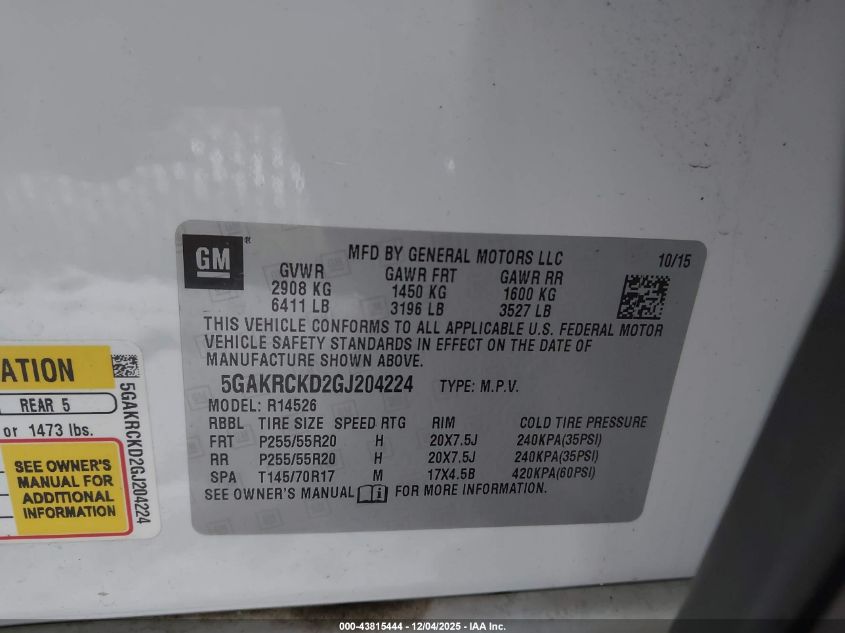 GM
MFD BY GENERAL MOTORS LLC
10/15
GVWR GAWR FRT GAWR RR
2908 KG 1450 KG 1600 KG
6411 LB 3196 LB 3527 LB
THIS VEHICLE CONFORMS TO ALL APPLICABLE U.S. FEDERAL MOTOR
VEHICLE SAFETY STANDARDS IN EFFECT ON THE DATE OF
MANUFACTURE SHOWN ABOVE.
5GAKRCKD2GJ204224 TYPE: M.P.V.
MODEL: R14526
RBBL TIRE SIZE SPEED RTG RIM COLD TIRE PRESSURE
FRT P255/55R20 H 20X7.5J 240KPA(35PSI)
RR P255/55R20 H 20X7.5J 240KPA(35PSI)
SPA T145/70R17 M 17X4.5B 420KPA(60PSI)
SEE OWNER'S MANUAL FOR MORE INFORMATION.
ATION
REAR 5
or 1473 lbs.
SEE OWNER'S
MANUAL FOR
ADDITIONAL
INFORMATION
5GAKRCKD2GJ204224
000-43815444 - 12/04/2025 - IAA Inc.